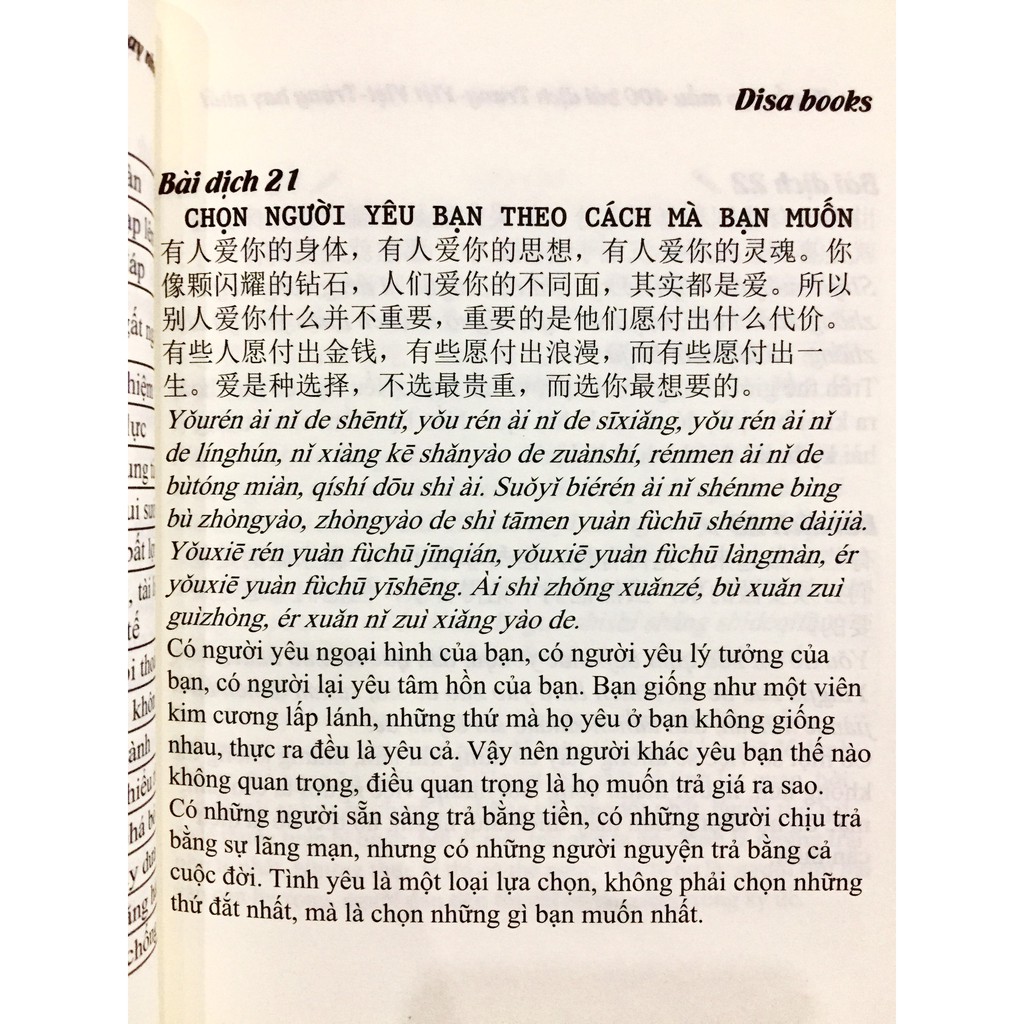 Disa books
Bài dịch 21
CHỌN NGƯỜI YÊU BẠN THEO CÁCH MÀ BẠN MUỐN
有人爱你的身体，有人爱你的思想，有人爱你的灵魂。你
像颗闪耀的钻石，人们爱你的不同面，其实都是爱。所以
别人爱你什么并不重要，重要的是他们愿付出什么代价。
有些人愿付出金钱，有些愿付出浪漫，而有些愿付出一
生。爱是种选择，不选最贵重，而选你最想要的。
Yǒurén ài nǐ de shēntǐ, yǒu rén ài nǐ de sīxiǎng, yǒu rén ài nǐ
de línghún, nǐ xiàng kē shǎnyào de zuànshí, rénmen ài nǐ de
bùtóng miàn, qíshí dōu shì ài. Suǒyǐ biérén ài nǐ shénme bìng
bù zhòngyào, zhòngyào de shì tāmen yuàn fùchū shénme dàijià.
Yǒuxiē rén yuàn fùchū jīnqián, yǒuxiē yuàn fùchū làngmàn, ér
yǒuxiē yuàn fùchū yīshēng. Ài shì zhǒng xuǎnzé, bù xuǎn zuì
guìzhòng, ér xuǎn nǐ zuì xiǎng yào de.
Có người yêu ngoại hình của bạn, có người yêu lý tưởng của
bạn, có người lại yêu tâm hồn của bạn. Bạn giống như một viên
kim cương lấp lánh, những thứ mà họ yêu ở bạn không giống
nhau, thực ra đều là yêu cả. Vậy nên người khác yêu bạn thế nào
không quan trọng, điều quan trọng là họ muốn trả giá ra sao.
Có những người sẵn sàng trả bằng tiền, có những người chịu trả
bằng sự lãng mạn, nhưng có những người nguyện trả bằng cả
cuộc đời. Tình yêu là một loại lựa chọn, không phải chọn những
thứ đắt nhất, mà là chọn những gì bạn muốn nhất.